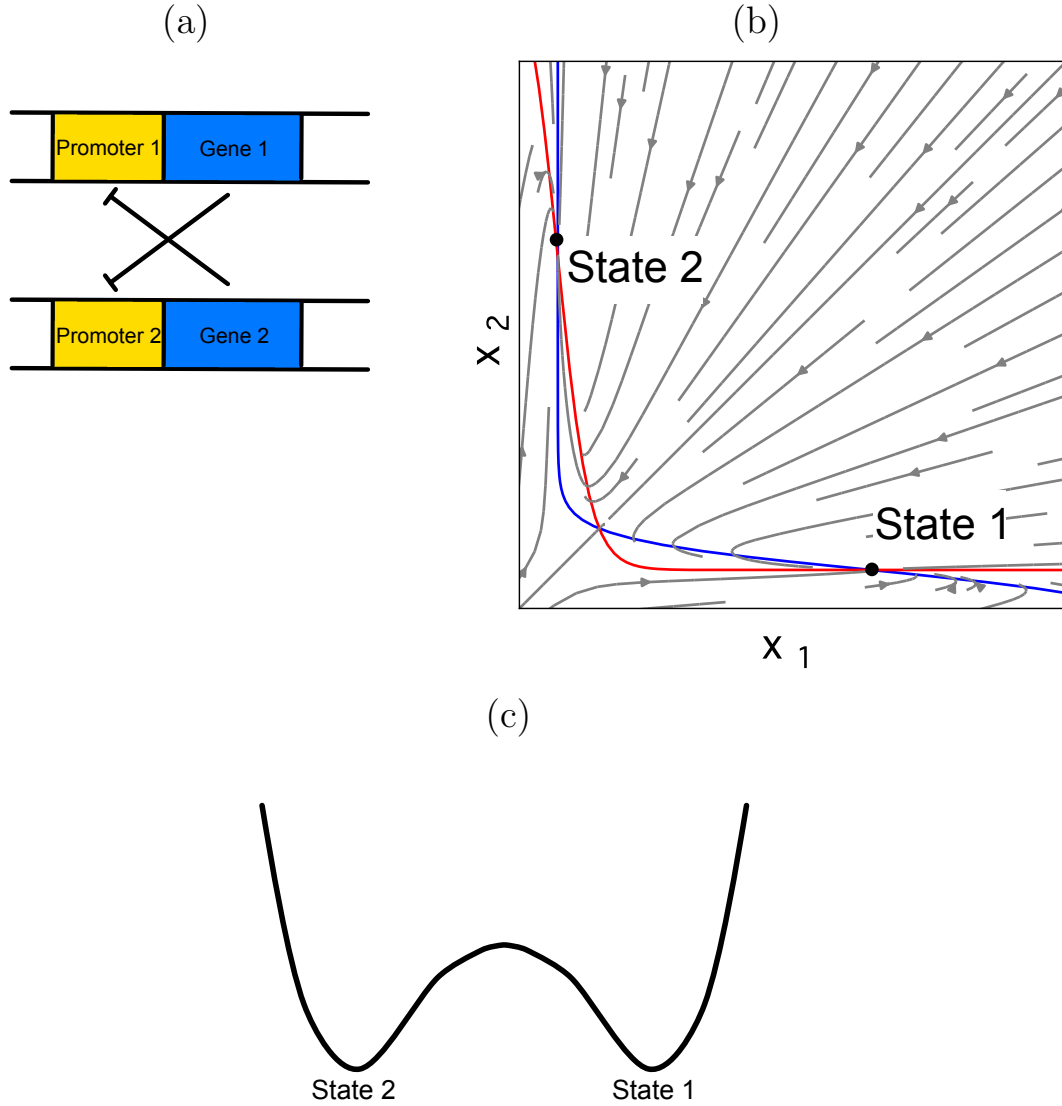 (a)
Promoter 1 Gene 1
Promoter 2 Gene 2
(b)
State 2
State 1
x 2
x 1
(c)
State 2 State 1